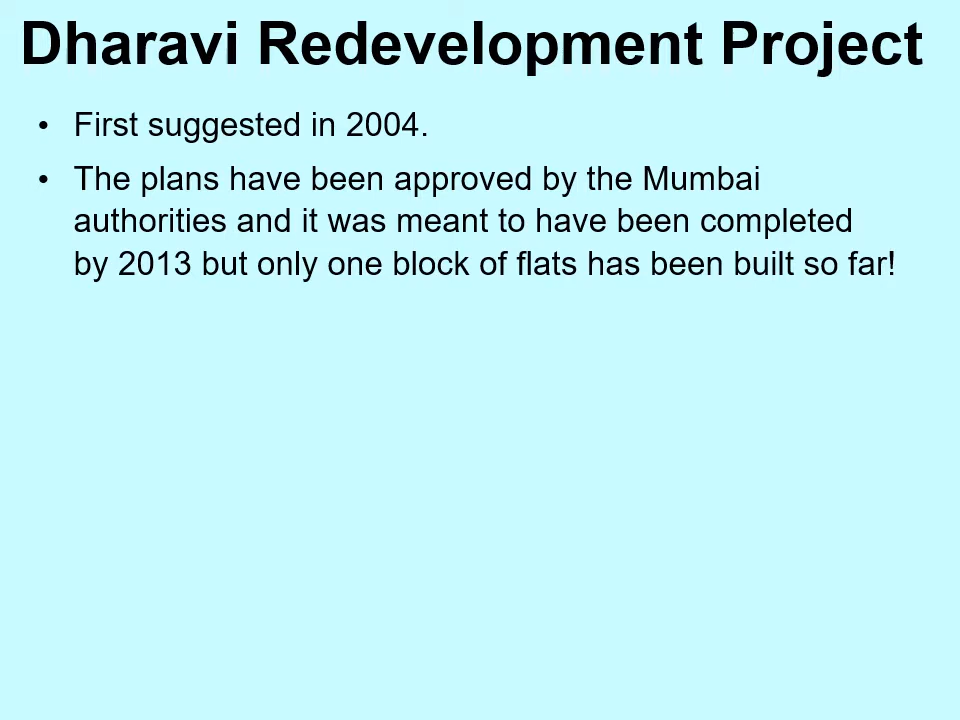 Dharavi Redevelopment Project
• First suggested in 2004.
• The plans have been approved by the Mumbai
authorities and it was meant to have been completed
by 2013 but only one block of flats has been built so far!